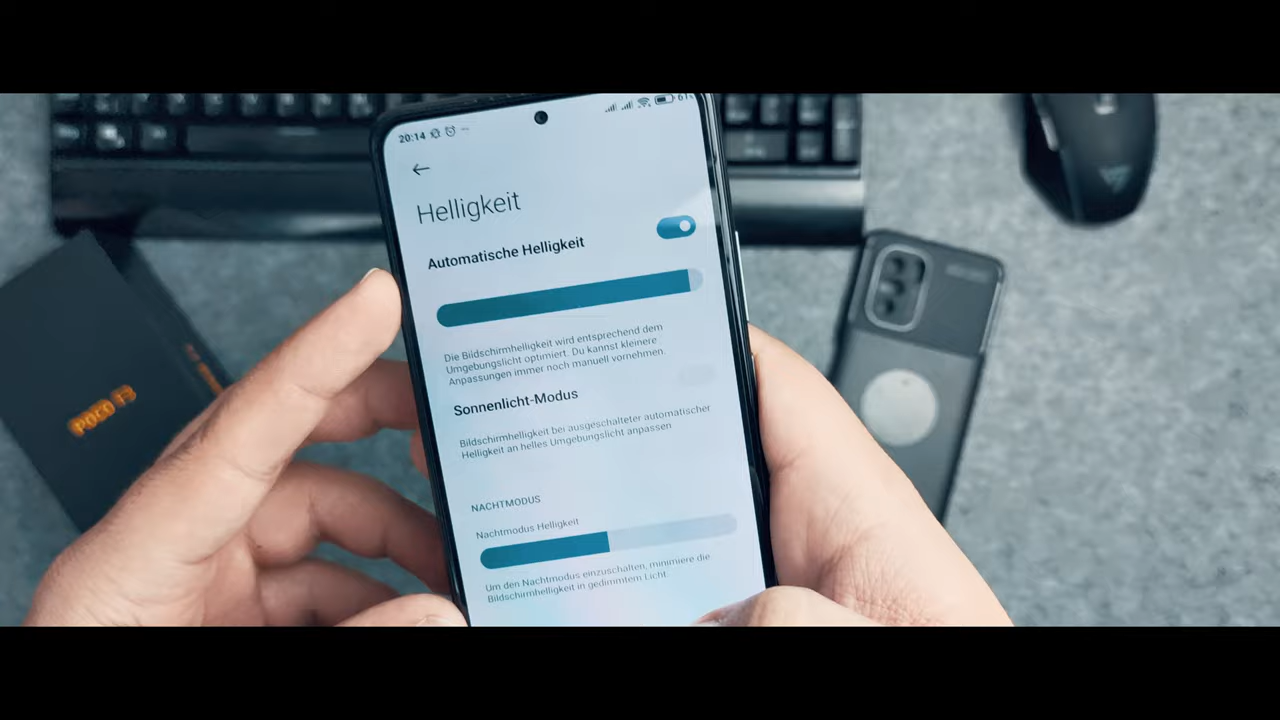 20:14
61%
Helligkeit
Automatische Helligkeit
Die Bildschirmhelligkeit wird entsprechend dem
Umgebungslicht optimiert. Du kannst kleinere
Anpassungen immer noch manuell vornehmen.
Sonnenlicht-Modus
Bildschirmhelligkeit bei ausgeschalteter automatischer
Helligkeit an helles Umgebungslicht anpassen
NACHTMODUS
Nachtmodus Helligkeit
Um den Nachtmodus einzuschalten, minimiere die
Bildschirmhelligkeit in gedimmtem Licht.
POCO F3